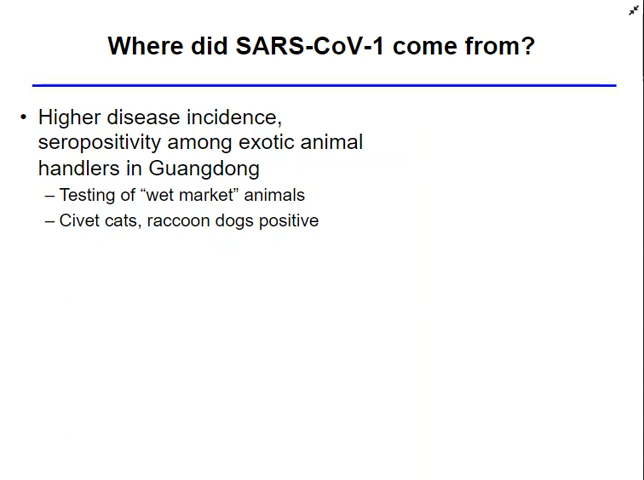 Where did SARS-CoV-1 come from?
• Higher disease incidence,
seropositivity among exotic animal
handlers in Guangdong
– Testing of “wet market” animals
– Civet cats, raccoon dogs positive